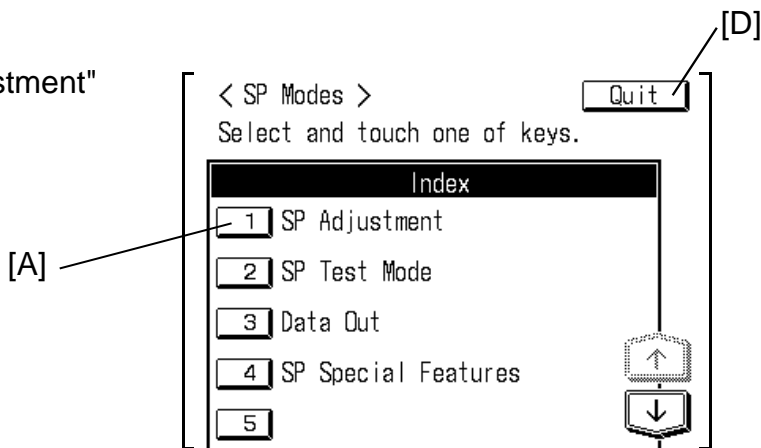 [D]
stment"
< SP Modes >
Quit
Select and touch one of keys.
Index
1 SP Adjustment
[A]
2 SP Test Mode
3 Data Out
4 SP Special Features
↑
5
↓